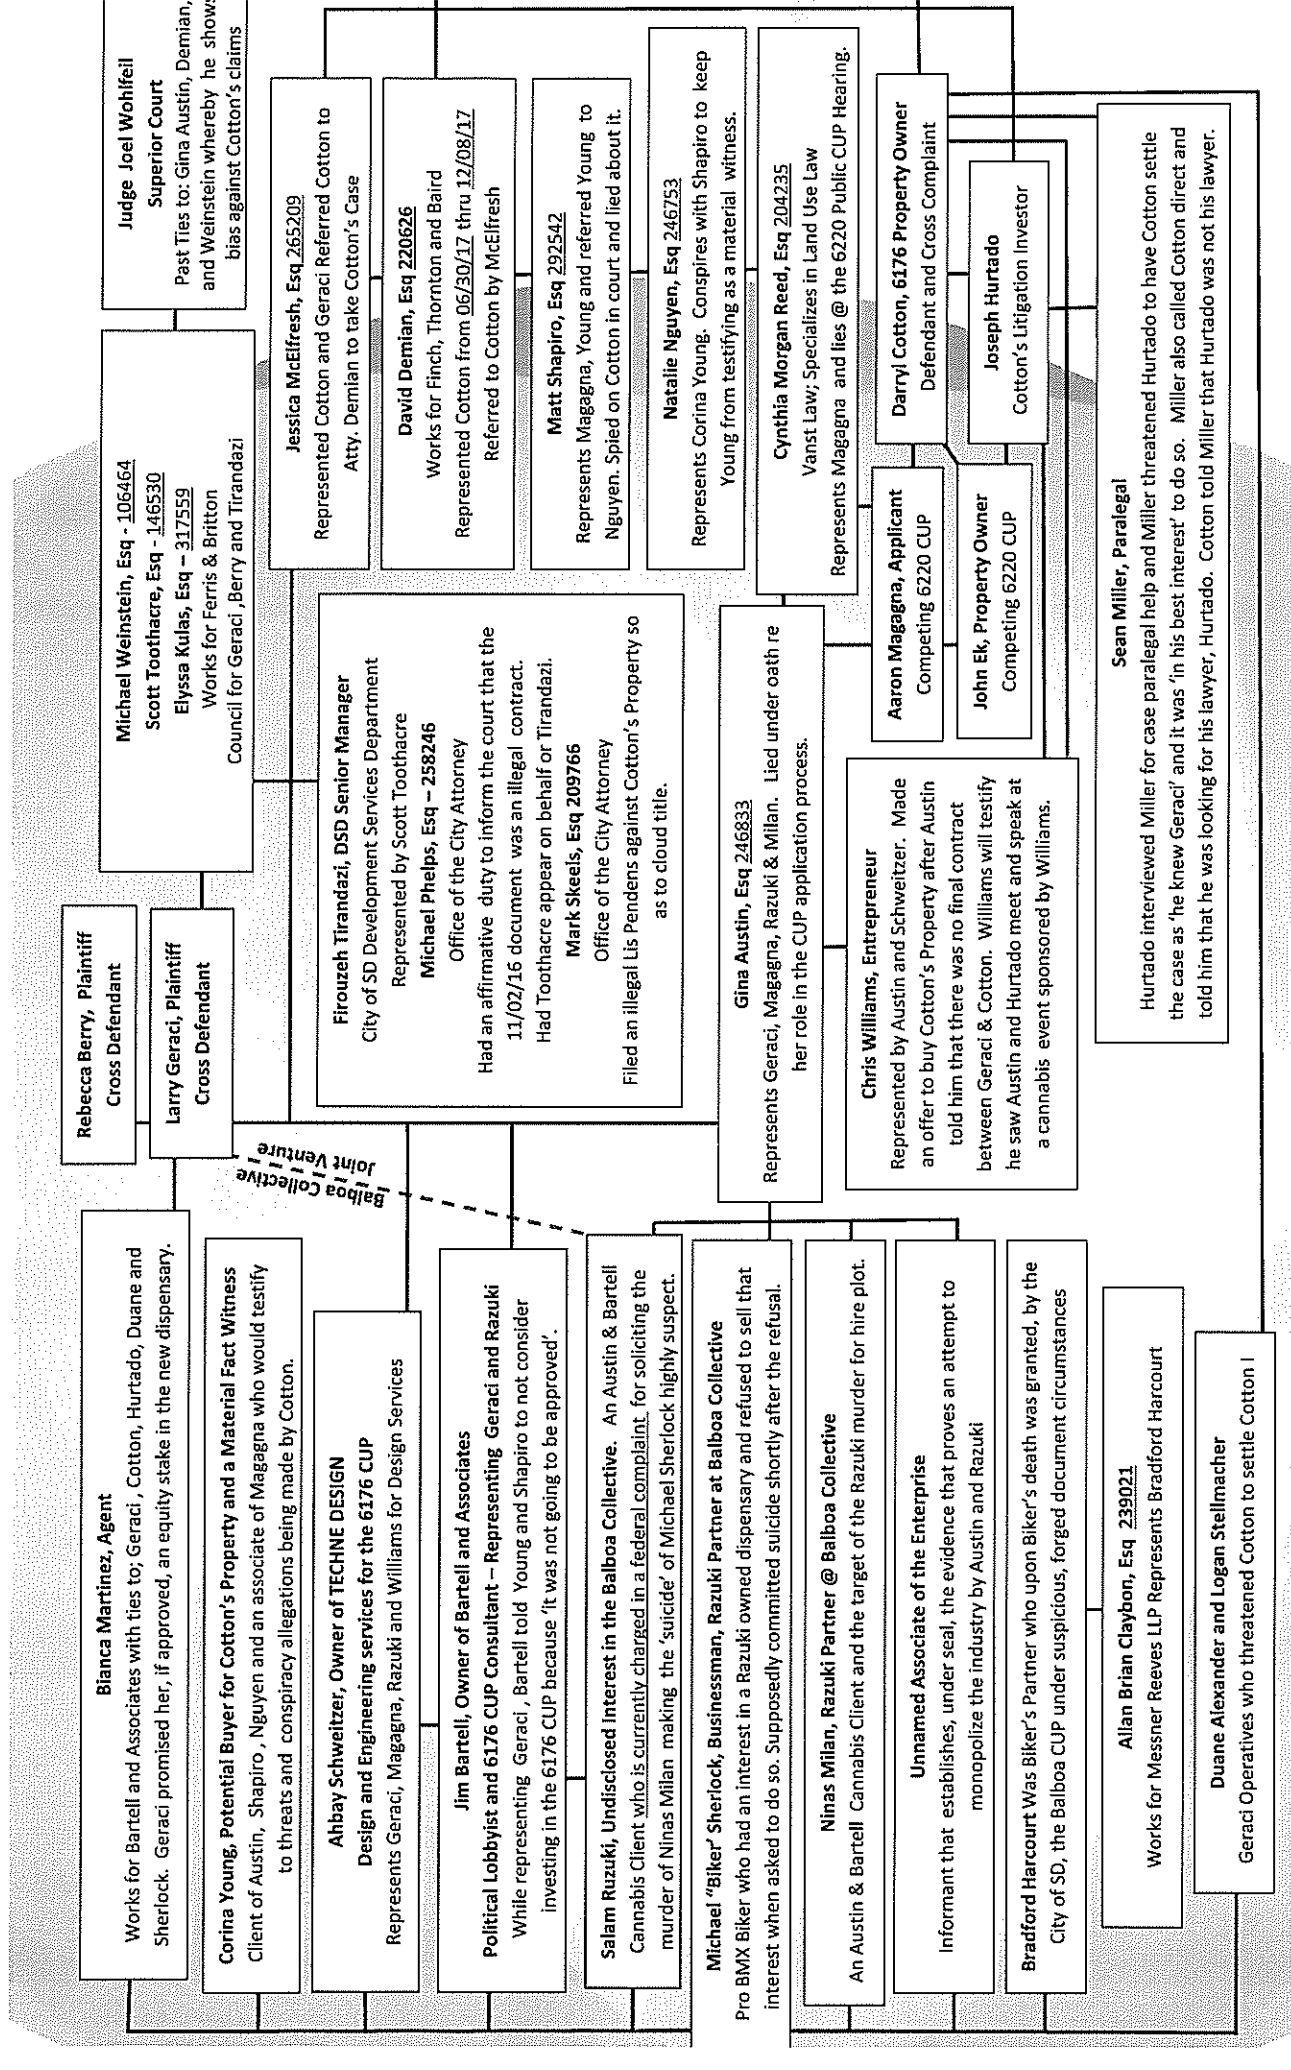 Rebecca Berry, Plaintiff
Cross Defendant
Larry Geraci, Plaintiff
Cross Defendant
Michael Weinstein, Esq - 106464
Scott Toothacre, Esq - 146530
Elyssa Kulas, Esq – 317559
Works for Ferris & Britton
Council for Geraci ,Berry and Tirandazi
Judge Joel Wohlfeil
Superior Court
Past Ties to: Gina Austin, Demian,
and Weinstein whereby he shows
bias against Cotton's claims
Bianca Martinez, Agent
Works for Bartell and Associates with ties to; Geraci , Cotton, Hurtado, Duane and
Sherlock. Geraci promised her, if approved, an equity stake in the new dispensary.
Corina Young, Potential Buyer for Cotton's Property and a Material Fact Witness
Client of Austin, Shapiro , Nguyen and an associate of Magagna who would testify
to threats and conspiracy allegations being made by Cotton.
Ahbay Schweitzer, Owner of TECHNE DESIGN
Design and Engineering services for the 6176 CUP
Represents Geraci, Magagna, Razuki and Williams for Design Services
Jim Bartell, Owner of Bartell and Associates
Political Lobbyist and 6176 CUP Consultant – Representing Geraci and Razuki
While representing Geraci , Bartell told Young and Shapiro to not consider
investing in the 6176 CUP because 'it was not going to be approved'.
Balboa Collective
Joint Venture
Salam Ruzuki, Undisclosed Interest in the Balboa Collective. An Austin & Bartell
Cannabis Client who is currently charged in a federal complaint for soliciting the
murder of Ninas Milan making the 'suicide' of Michael Sherlock highly suspect.
Michael "Biker' Sherlock, Businessman, Razuki Partner at Balboa Collective
Pro BMX Biker who had an interest in a Razuki owned dispensary and refused to sell that
interest when asked to do so. Supposedly committed suicide shortly after the refusal.
Ninas Milan, Razuki Partner @ Balboa Collective
An Austin & Bartell Cannabis Client and the target of the Razuki murder for hire plot.
Unnamed Associate of the Enterprise
Informant that establishes, under seal, the evidence that proves an attempt to
monopolize the industry by Austin and Razuki
Bradford Harcourt Was Biker's Partner who upon Biker's death was granted, by the
City of SD, the Balboa CUP under suspicious, forged document circumstances
Allan Brian Claybon, Esq 239021
Works for Messner Reeves LLP Represents Bradford Harcourt
Duane Alexander and Logan Stellmacher
Geraci Operatives who threatened Cotton to settle Cotton I
Firouzeh Tirandazi, DSD Senior Manager
City of SD Development Services Department
Represented by Scott Toothacre
Michael Phelps, Esq – 258246
Office of the City Attorney
Had an affirmative duty to inform the court that the
11/02/16 document was an illegal contract.
Had Toothacre appear on behalf or Tirandazi.
Mark Skeels, Esq 209766
Office of the City Attorney
Filed an illegal Lis Pendens against Cotton's Property so
as to cloud title.
Gina Austin, Esq 246833
Represents Geraci, Magagna, Razuki & Milan. Lied under oath re
her role in the CUP application process.
Chris Williams, Entrepreneur
Represented by Austin and Schweitzer. Made
an offer to buy Cotton's Property after Austin
told him that there was no final contract
between Geraci & Cotton. Williams will testify
he saw Austin and Hurtado meet and speak at
a cannabis event sponsored by Williams.
Jessica McElfresh, Esq 265209
Represented Cotton and Geraci Referred Cotton to
Atty. Demian to take Cotton's Case
David Demian, Esq 220626
Works for Finch, Thornton and Baird
Represented Cotton from 06/30/17 thru 12/08/17
Referred to Cotton by McElfresh
Matt Shapiro, Esq 292542
Represents Magagna, Young and referred Young to
Nguyen. Spied on Cotton in court and lied about it.
Natalie Nguyen, Esq 246753
Represents Corina Young. Conspires with Shapiro to keep
Young from testifying as a material witness.
Cynthia Morgan Reed, Esq 204235
Vanst Law; Specializes in Land Use Law
Represents Magagna and lies @ the 6220 Public CUP Hearing.
Aaron Magagna, Applicant
Competing 6220 CUP
John Ek, Property Owner
Competing 6220 CUP
Darryl Cotton, 6176 Property Owner
Defendant and Cross Complaint
Joseph Hurtado
Cotton's Litigation Investor
Sean Miller, Paralegal
Hurtado interviewed Miller for case paralegal help and Miller threatened Hurtado to have Cotton settle
the case as 'he knew Geraci' and it was 'in his best interest' to do so. Miller also called Cotton direct and
told him that he was looking for his lawyer, Hurtado. Cotton told Miller that Hurtado was not his lawyer.